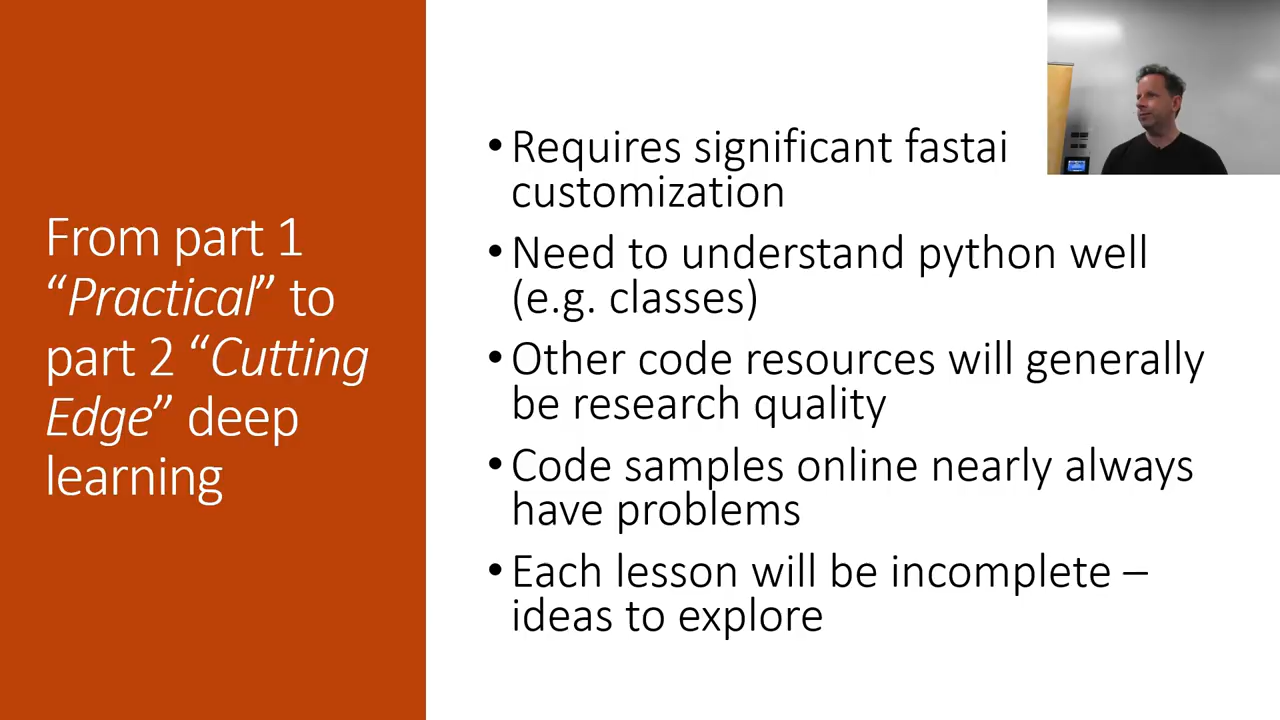 From part 1
“Practical” to
part 2 “Cutting
Edge” deep
learning
• Requires significant fastai
customization
• Need to understand python well
(e.g. classes)
• Other code resources will generally
be research quality
• Code samples online nearly always
have problems
• Each lesson will be incomplete –
ideas to explore